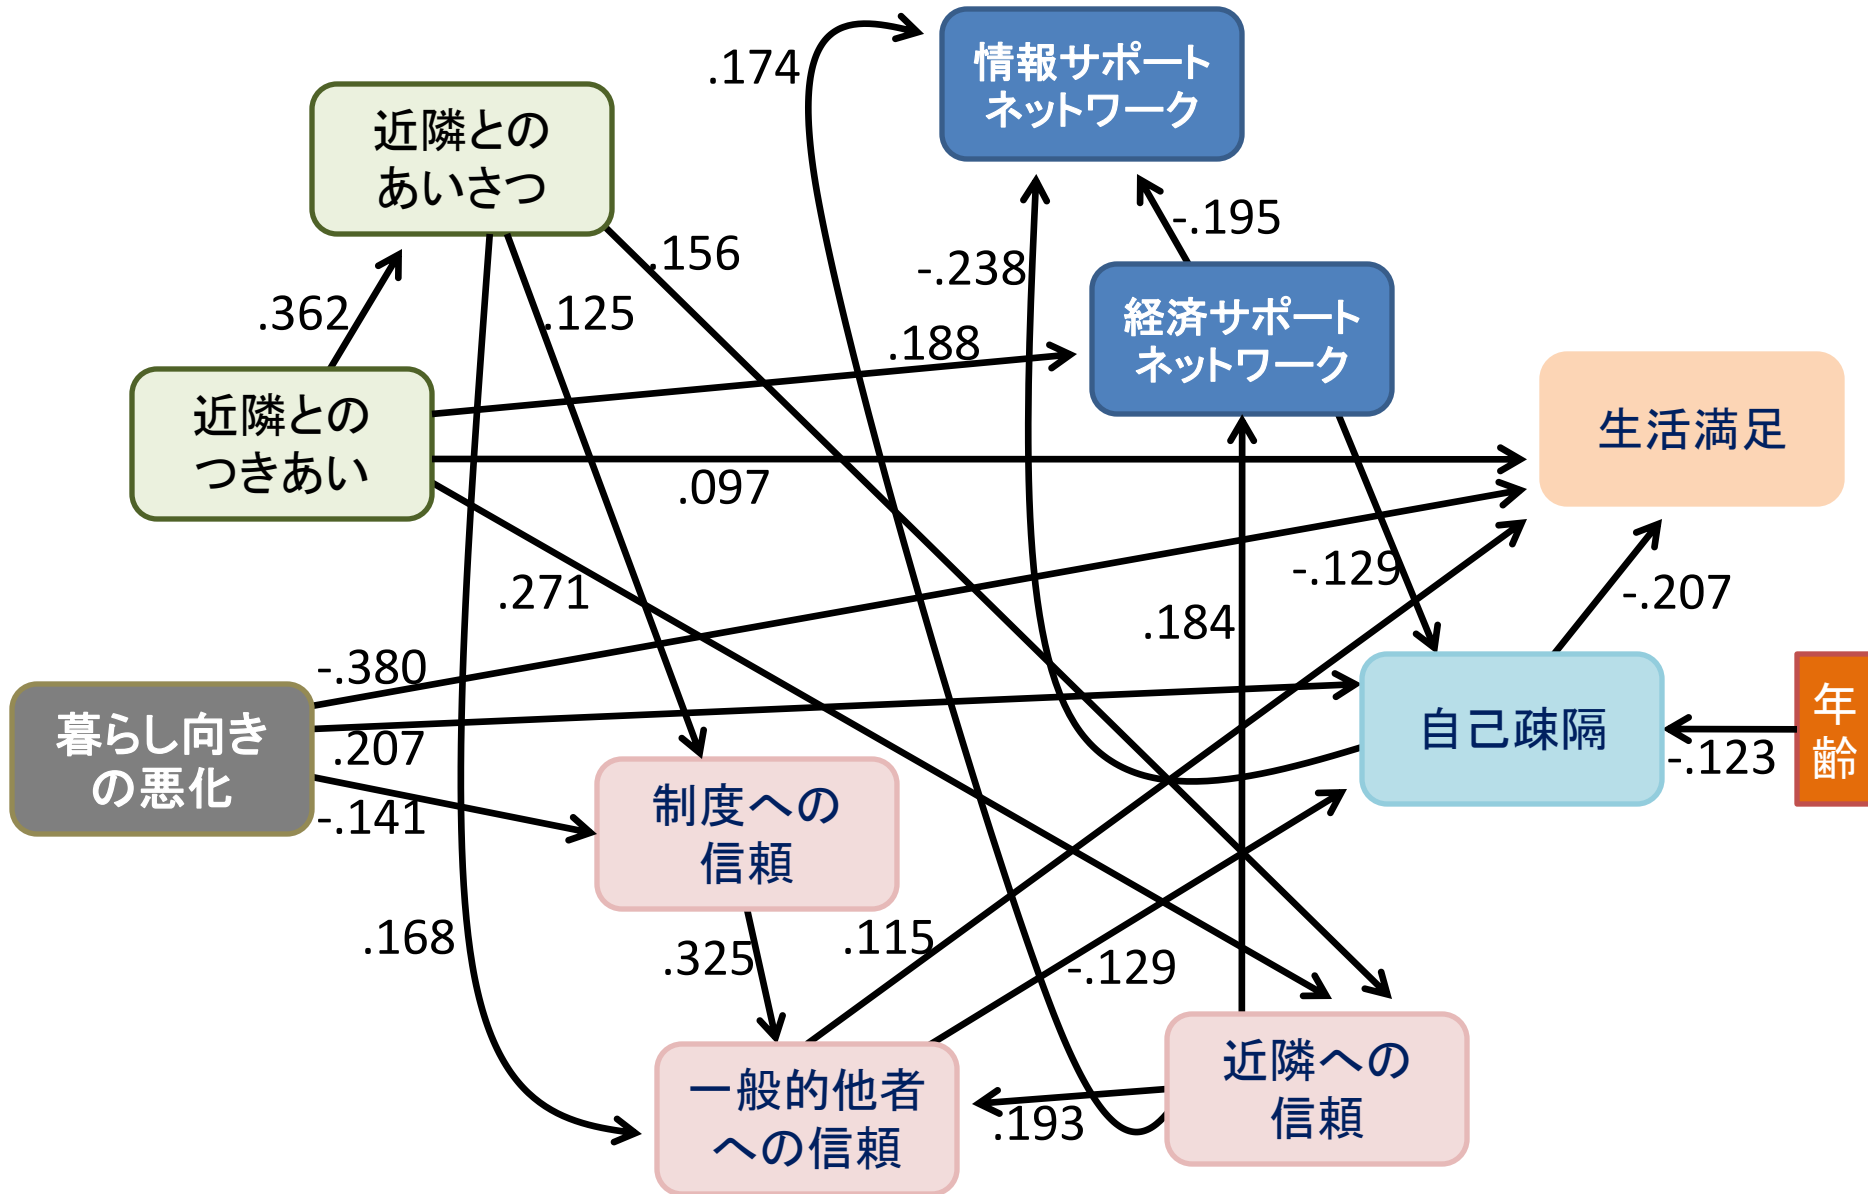 情報サポート
ネットワーク
.174
近隣との
あいさつ
-.195
.156
-.238
.362
.125
経済サポート
ネットワーク
.188
近隣との
つきあい
生活満足
.097
-.129
.271
-.207
.184
-.380
暮らし向き
の悪化
.207
自己疎隔
年
齢
-.123
-.141
制度への
信頼
.168
.325
.115
-.129
近隣への
信頼
一般的他者
への信頼
.193